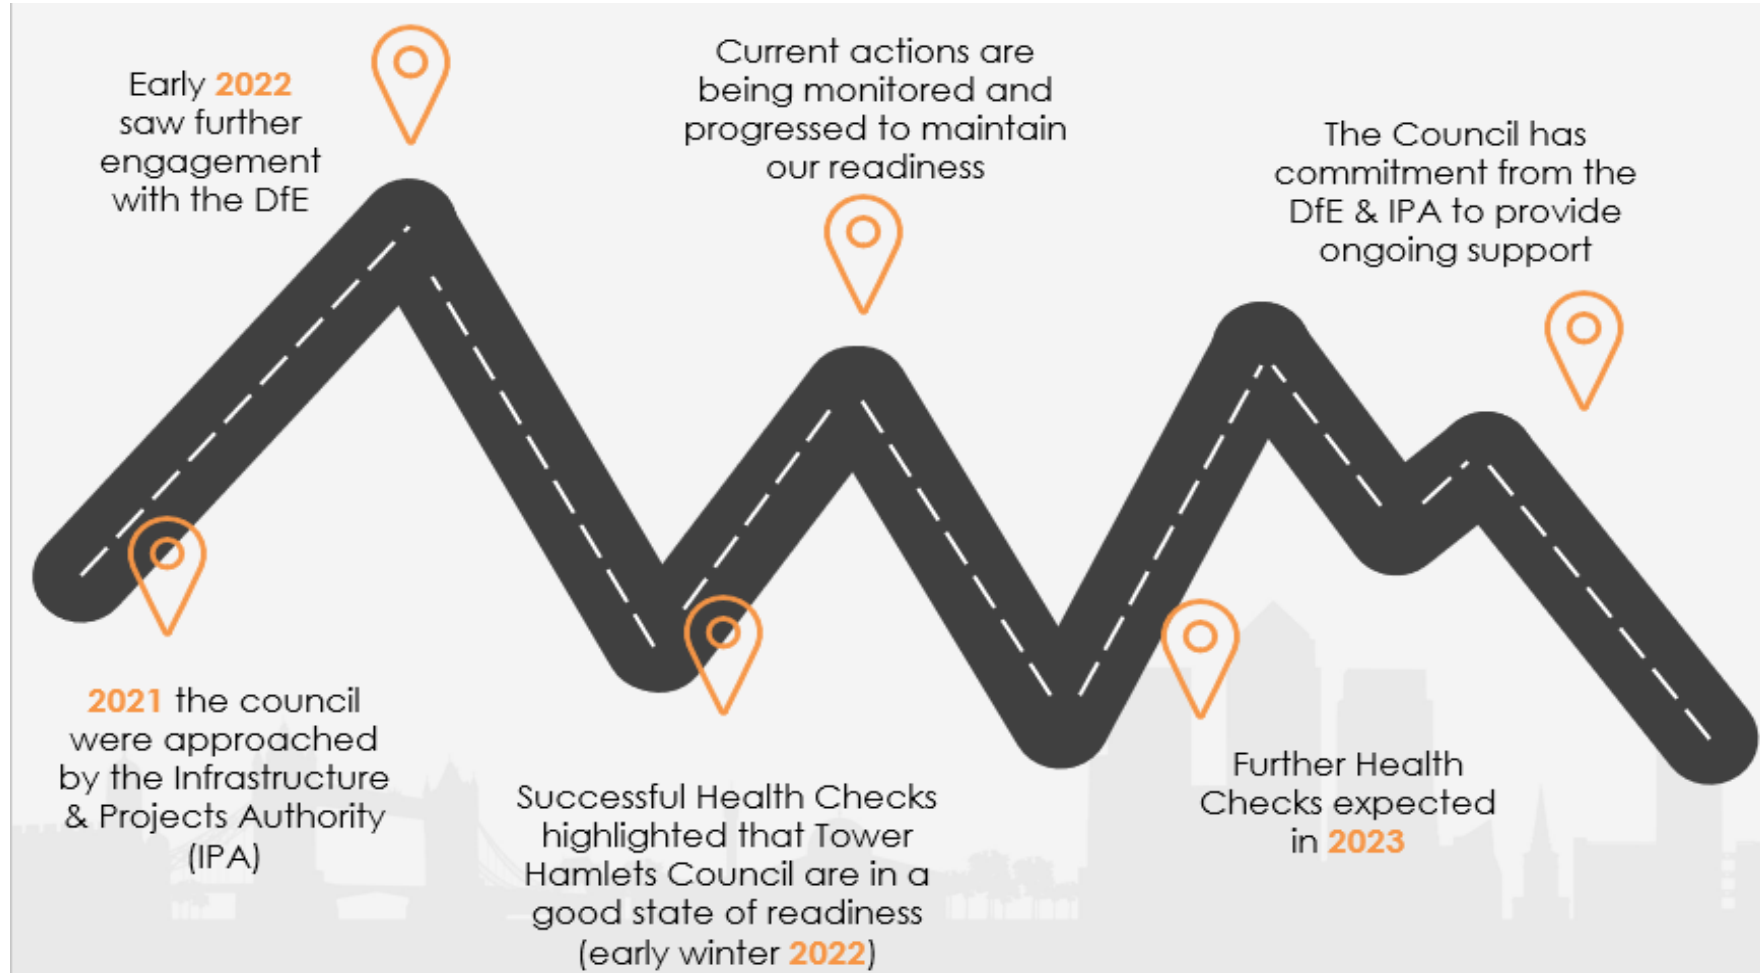 Early 2022
saw further
engagement
with the DfE
Current actions are
being monitored and
progressed to maintain
our readiness
The Council has
commitment from the
DfE & IPA to provide
ongoing support
2021 the council
were approached
by the Infrastructure
& Projects Authority
(IPA)
Successful Health Checks
highlighted that Tower
Hamlets Council are in a
good state of readiness
(early winter 2022)
Further Health
Checks expected
in 2023